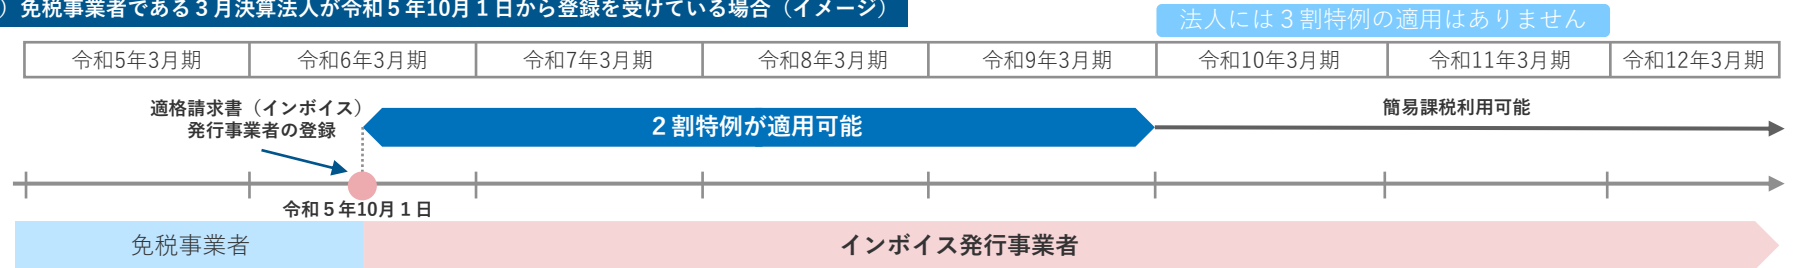 ）免税事業者である３月決算法人が令和５年10月１日から登録を受けている場合（イメージ）
法人には３割特例の適用はありません
令和5年3月期 令和6年3月期 令和7年3月期 令和8年3月期 令和9年3月期 令和10年3月期 令和11年3月期 令和12年3月期
適格請求書（インボイス）
発行事業者の登録
２割特例が適用可能
簡易課税利用可能
令和５年10月１日
免税事業者
インボイス発行事業者